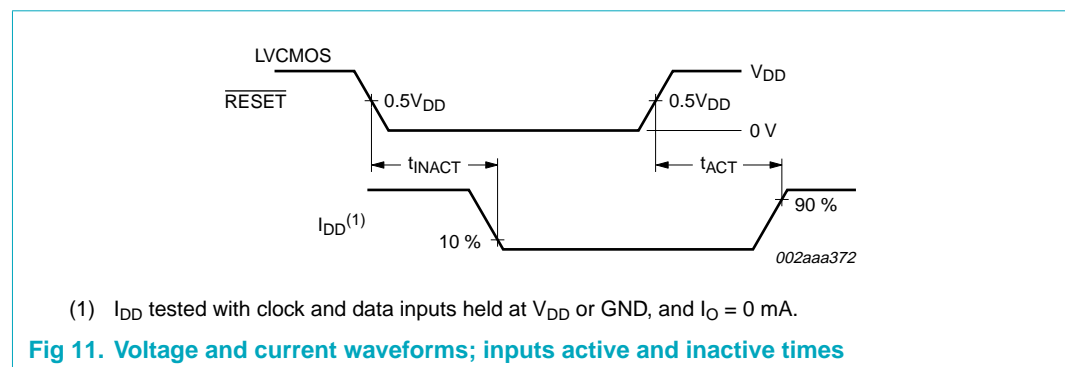 LVCMOS
RESET
0.5VDD
0.5VDD
VDD
0 V
tINACT
tACT
IDD(1)
10 %
90 %
002aaa372
(1) IDD tested with clock and data inputs held at VDD or GND, and IO = 0 mA.
Fig 11. Voltage and current waveforms; inputs active and inactive times